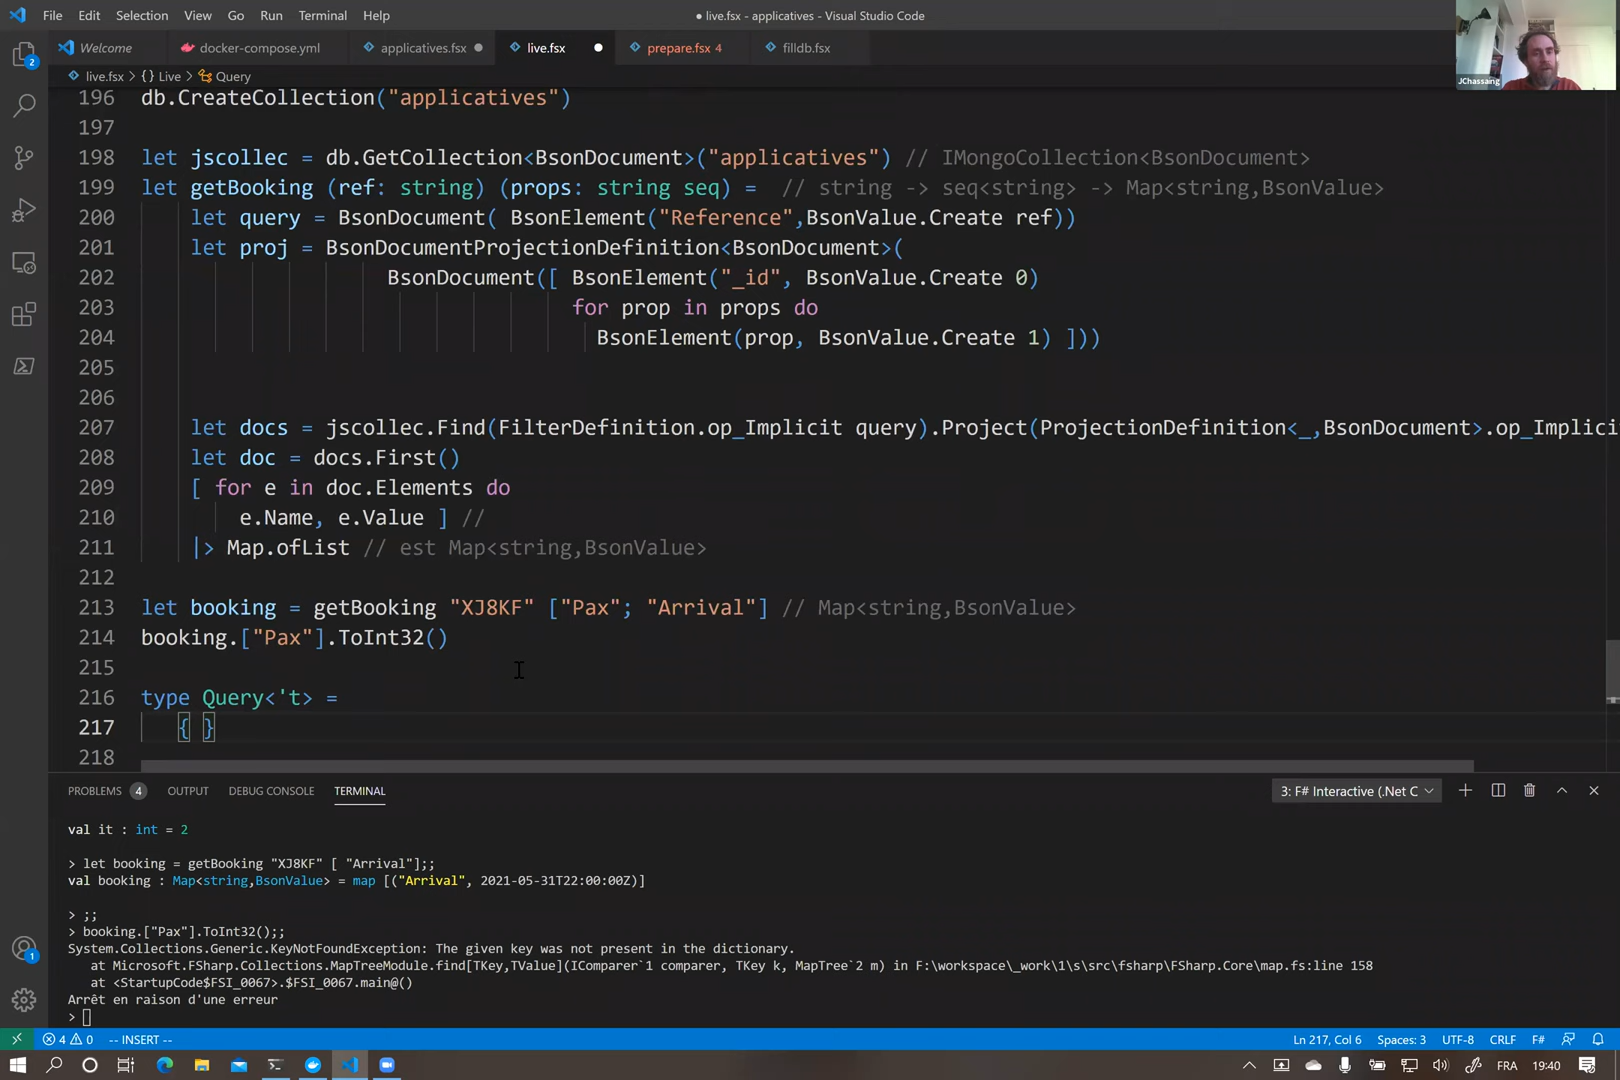 File Edit Selection View Go Run Terminal Help
● live.fsx - applicatives - Visual Studio Code
JChassaing
Welcome docker-compose.yml applicatives.fsx live.fsx prepare.fsx 4 filldb.fsx
live.fsx > {} Live > Query
196 db.CreateCollection("applicatives")
197
198 let jscollec = db.GetCollection<BsonDocument>("applicatives") // IMongoCollection<BsonDocument>
199 let getBooking (ref: string) (props: string seq) = // string -> seq<string> -> Map<string,BsonValue>
200 let query = BsonDocument( BsonElement("Reference",BsonValue.Create ref))
201 let proj = BsonDocumentProjectionDefinition<BsonDocument>(
202 BsonDocument([ BsonElement("_id", BsonValue.Create 0)
203 for prop in props do
204 BsonElement(prop, BsonValue.Create 1) ]))
205
206
207 let docs = jscollec.Find(FilterDefinition.op_Implicit query).Project(ProjectionDefinition<_,BsonDocument>.op_Implici
208 let doc = docs.First()
209 [ for e in doc.Elements do
210 e.Name, e.Value ] //
211 |> Map.ofList // est Map<string,BsonValue>
212
213 let booking = getBooking "XJ8KF" ["Pax"; "Arrival"] // Map<string,BsonValue>
214 booking.["Pax"].ToInt32()
215
216 type Query<'t> =
217 { }
218
PROBLEMS 4 OUTPUT DEBUG CONSOLE TERMINAL 3: F# Interactive (.Net C
val it : int = 2
> let booking = getBooking "XJ8KF" [ "Arrival"];;
val booking : Map<string,BsonValue> = map [("Arrival", 2021-05-31T22:00:00Z)]
> ;;
> booking.["Pax"].ToInt32();;
System.Collections.Generic.KeyNotFoundException: The given key was not present in the dictionary.
at Microsoft.FSharp.Collections.MapTreeModule.find[TKey,TValue](IComparer`1 comparer, TKey k, MapTree`2 m) in F:\workspace\_work\1\s\src\fsharp\FSharp.Core\map.fs:line 158
at <StartupCode$FSI_0067>.$FSI_0067.main@()
Arrêt en raison d'une erreur
>
4 0 -- INSERT -- Ln 217, Col 6 Spaces: 3 UTF-8 CRLF F#
FRA 19:40
2
1